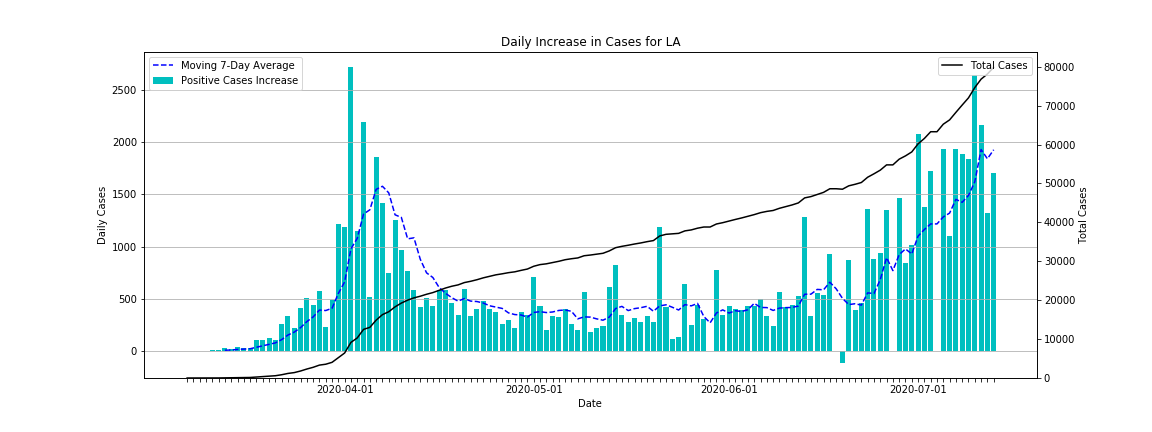 Daily Increase in Cases for LA
Moving 7-Day Average
Positive Cases Increase
Total Cases
2500
2000
1500
1000
500
0
Daily Cases
80000
70000
60000
50000
40000
30000
20000
10000
0
Total Cases
2020-04-01
2020-05-01
2020-06-01
2020-07-01
Date